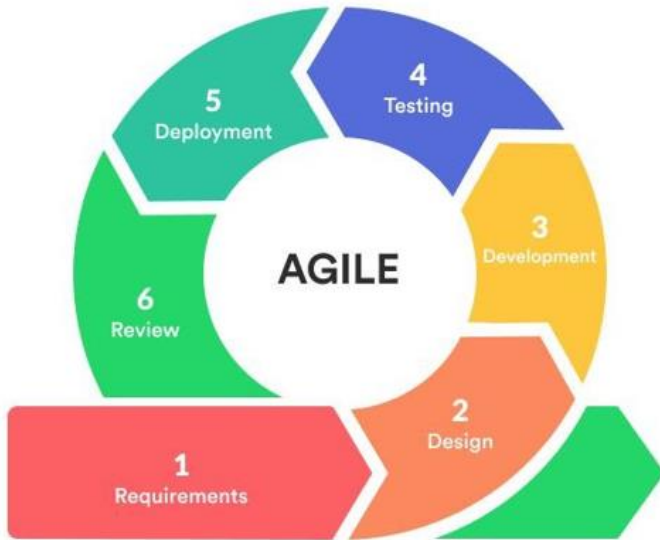 AGILE
1
Requirements
2
Design
3
Development
4
Testing
5
Deployment
6
Review